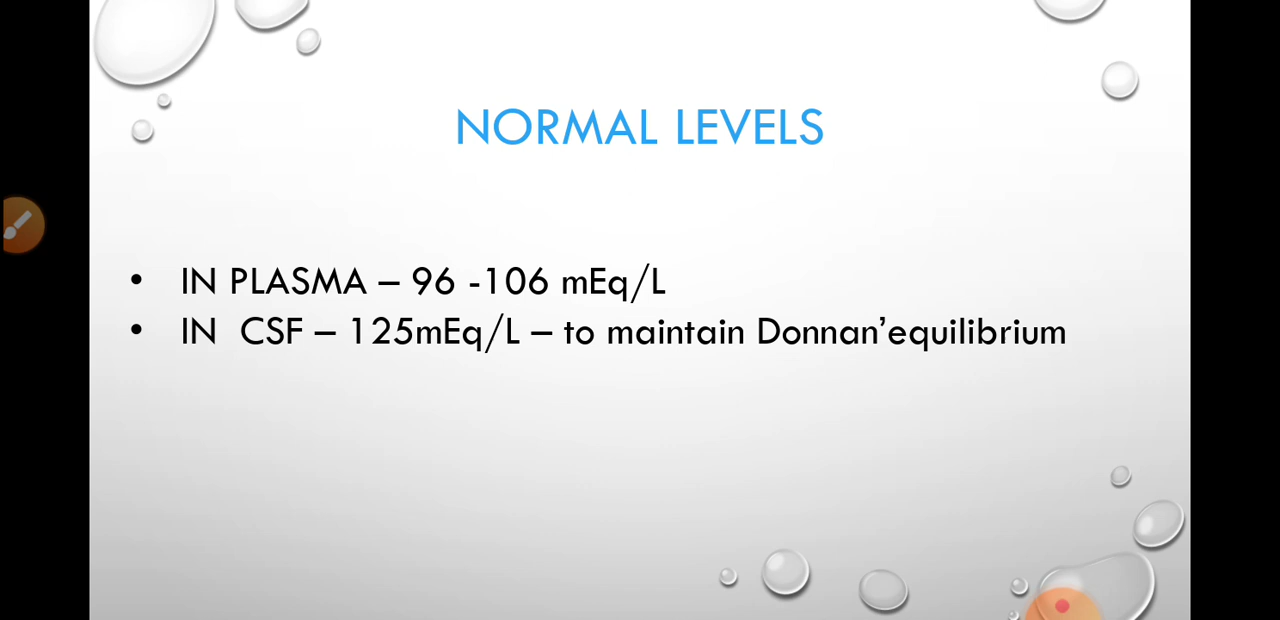 NORMAL LEVELS
• IN PLASMA – 96 -106 mEq/L
• IN CSF – 125mEq/L – to maintain Donnan’equilibrium